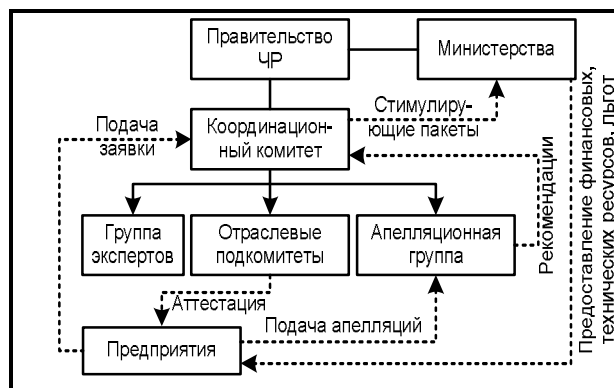 Правительство
ЧР
Министерства
Подача
заявки
Координацион-
ный комитет
Стимулиру-
ющие пакеты
Группа
экспертов
Отраслевые
подкомитеты
Апелляционная
группа
Рекомендации
Предоставление финансовых,
технических ресурсов, льгот
Аттестация
Подача апелляций
Предприятия